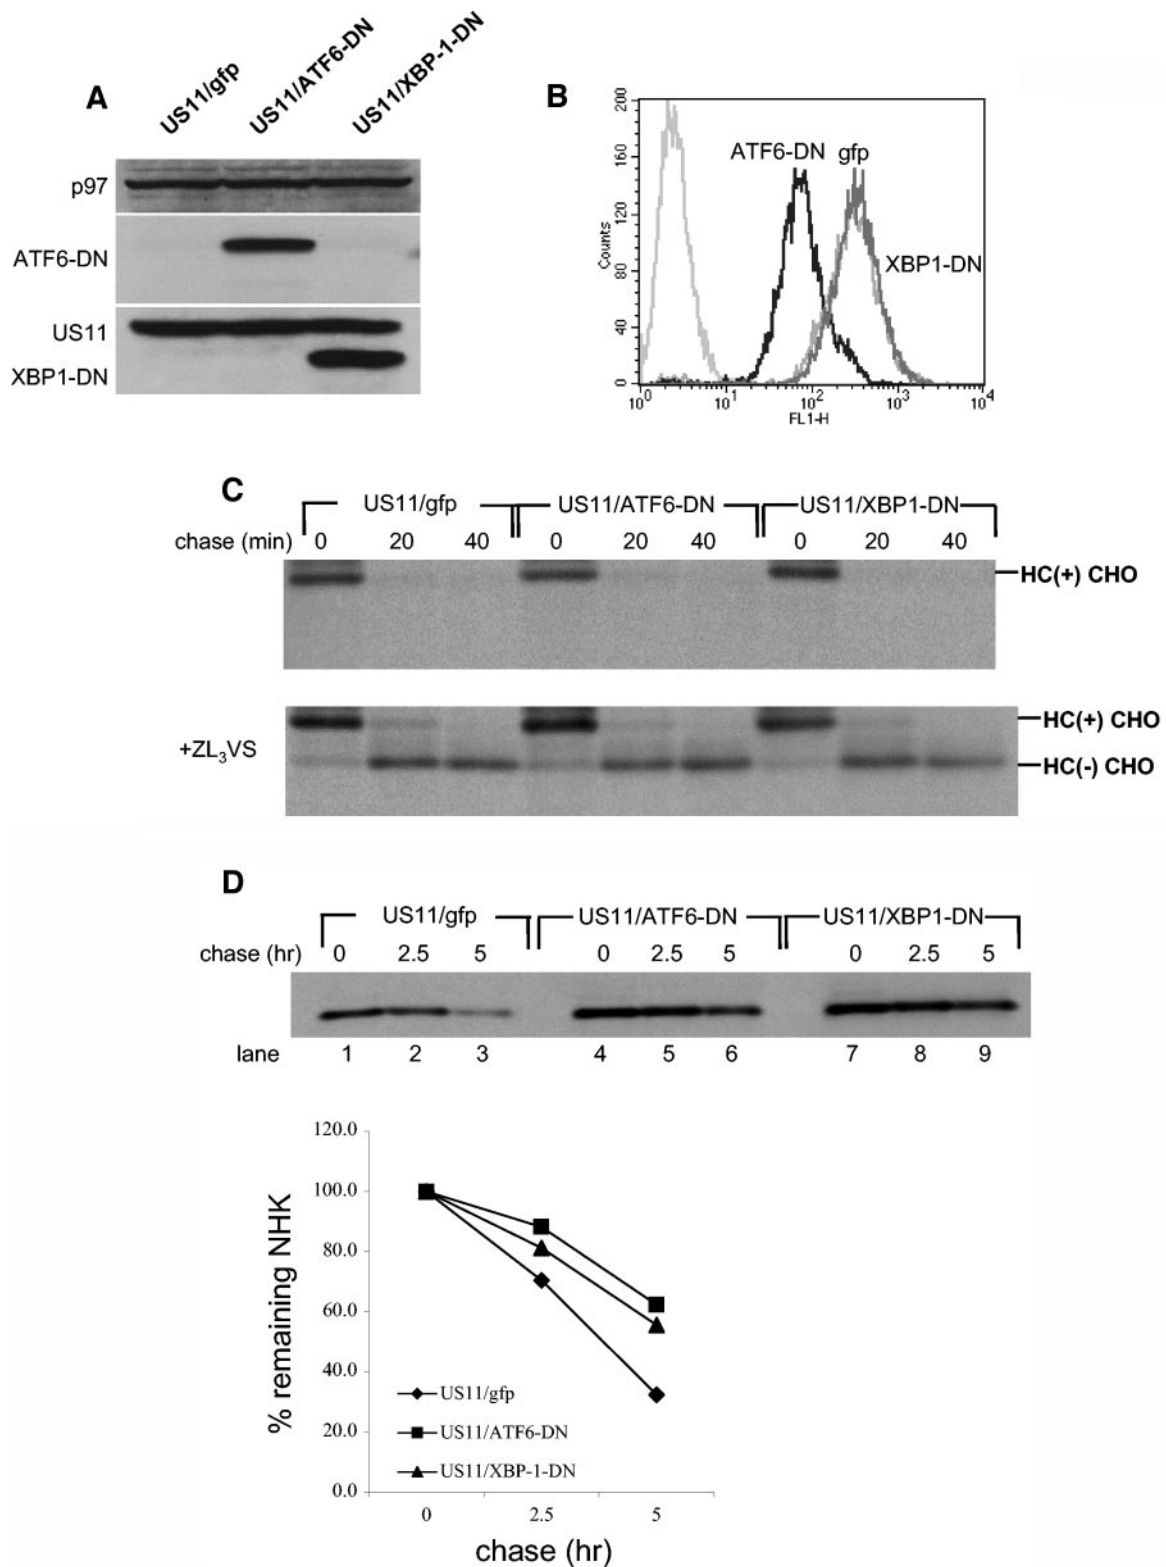 A
US11/gfp
US11/ATF6-DN
US11/XBP-1-DN
p97
ATF6-DN
US11
XBP1-DN
B
200
160
120
80
40
0
Counts
ATF6-DN gfp
XBP1-DN
10^0 10^1 10^2 10^3 10^4
FL1-H
C
US11/gfp US11/ATF6-DN US11/XBP1-DN
chase (min) 0 20 40 0 20 40 0 20 40
HC(+) CHO
+ZL₃VS
HC(+) CHO
HC(-) CHO
D
US11/gfp US11/ATF6-DN US11/XBP1-DN
chase (hr) 0 2.5 5 0 2.5 5 0 2.5 5
lane 1 2 3 4 5 6 7 8 9
120.0
100.0
80.0
60.0
40.0
20.0
0.0
% remaining NHK
US11/gfp
US11/ATF6-DN
US11/XBP-1-DN
0 2.5 5
chase (hr)